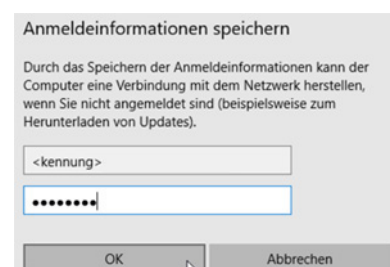 Anmeldeinformationen speichern
Durch das Speichern der Anmeldeinformationen kann der
Computer eine Verbindung mit dem Netzwerk herstellen,
wenn Sie nicht angemeldet sind (beispielsweise zum
Herunterladen von Updates).
<kennung>
••••••••
OK Abbrechen